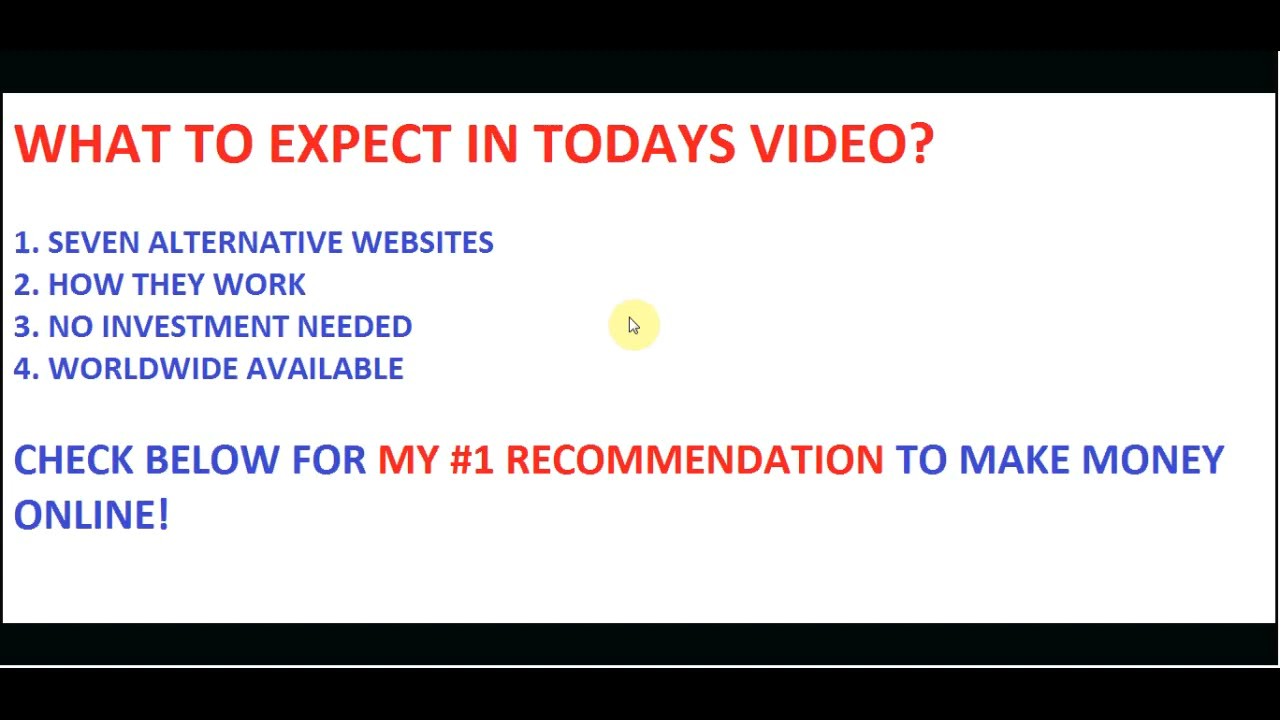 WHAT TO EXPECT IN TODAYS VIDEO?
1. SEVEN ALTERNATIVE WEBSITES
2. HOW THEY WORK
3. NO INVESTMENT NEEDED
4. WORLDWIDE AVAILABLE
CHECK BELOW FOR MY #1 RECOMMENDATION TO MAKE MONEY
ONLINE!